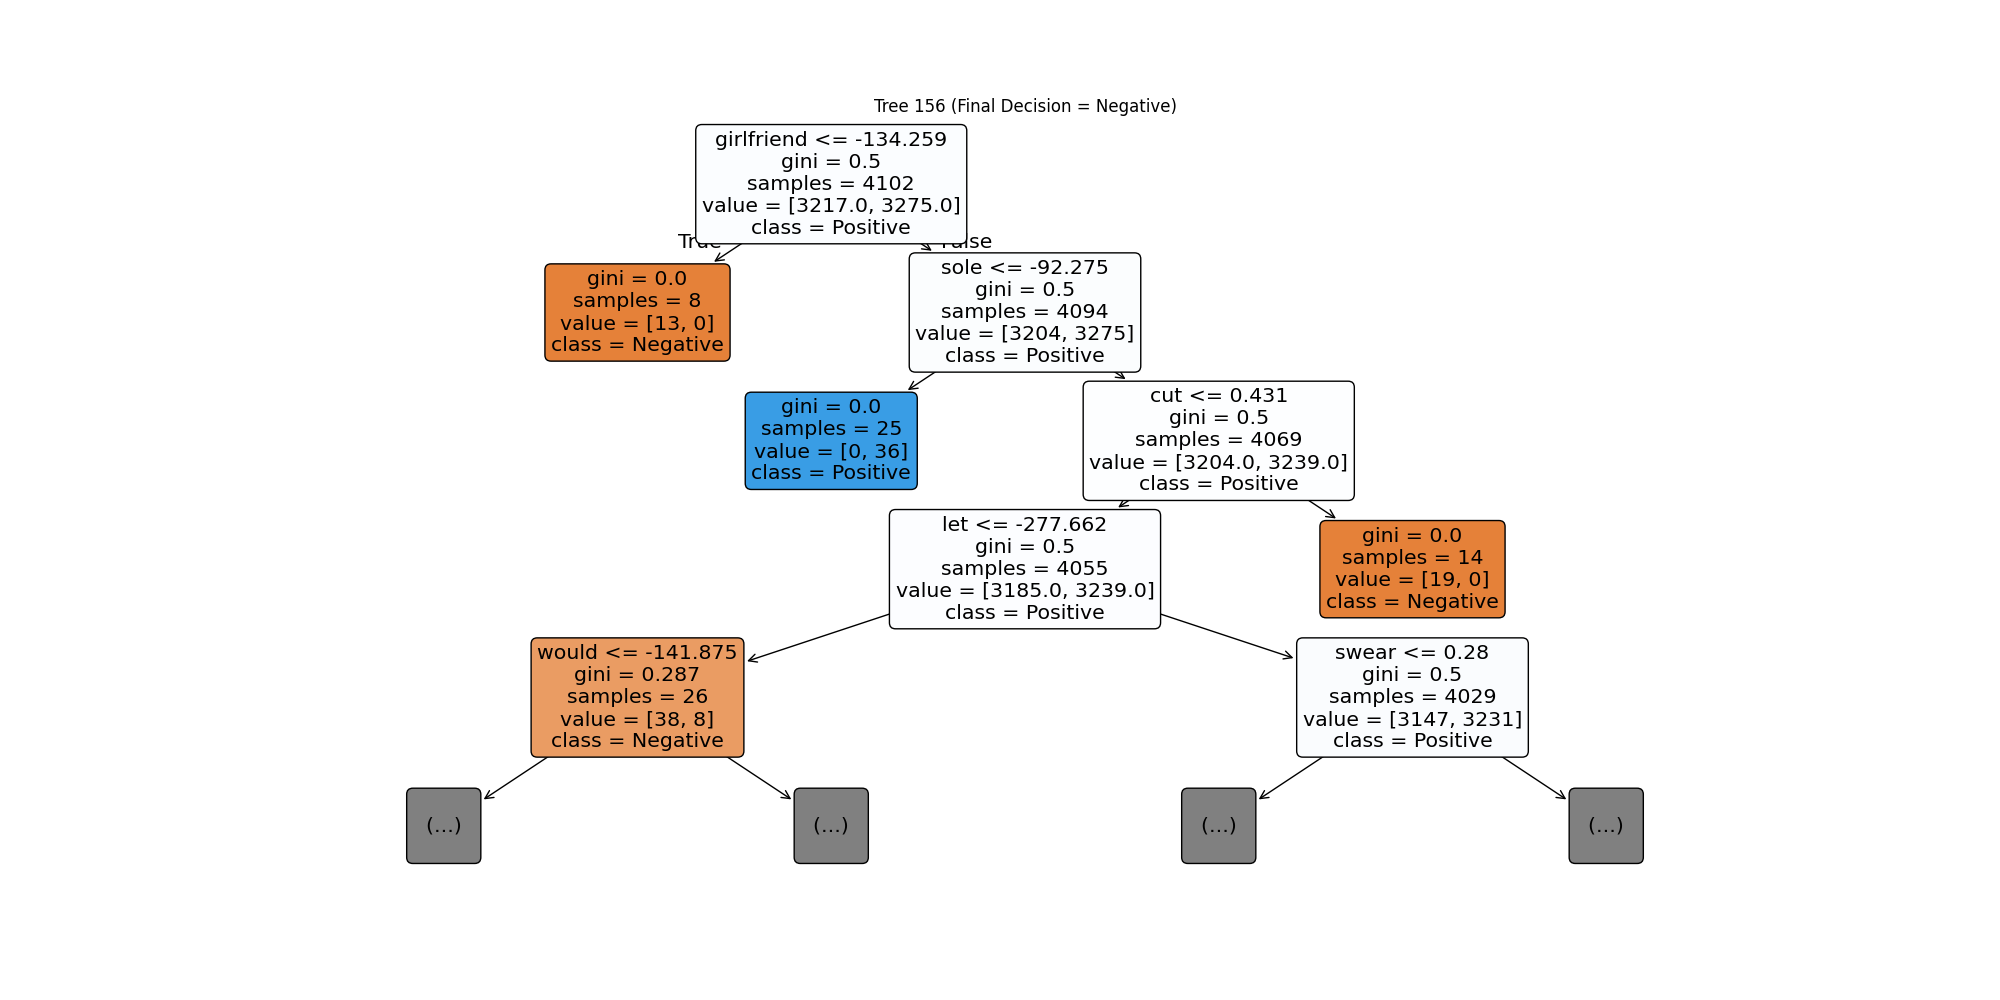 Tree 156 (Final Decision = Negative)
girlfriend <= -134.259
gini = 0.5
samples = 4102
value = [3217.0, 3275.0]
class = Positive
True
False
gini = 0.0
samples = 8
value = [13, 0]
class = Negative
sole <= -92.275
gini = 0.5
samples = 4094
value = [3204, 3275]
class = Positive
gini = 0.0
samples = 25
value = [0, 36]
class = Positive
cut <= 0.431
gini = 0.5
samples = 4069
value = [3204.0, 3239.0]
class = Positive
let <= -277.662
gini = 0.5
samples = 4055
value = [3185.0, 3239.0]
class = Positive
gini = 0.0
samples = 14
value = [19, 0]
class = Negative
would <= -141.875
gini = 0.287
samples = 26
value = [38, 8]
class = Negative
swear <= 0.28
gini = 0.5
samples = 4029
value = [3147, 3231]
class = Positive
(...)
(...)
(...)
(...)